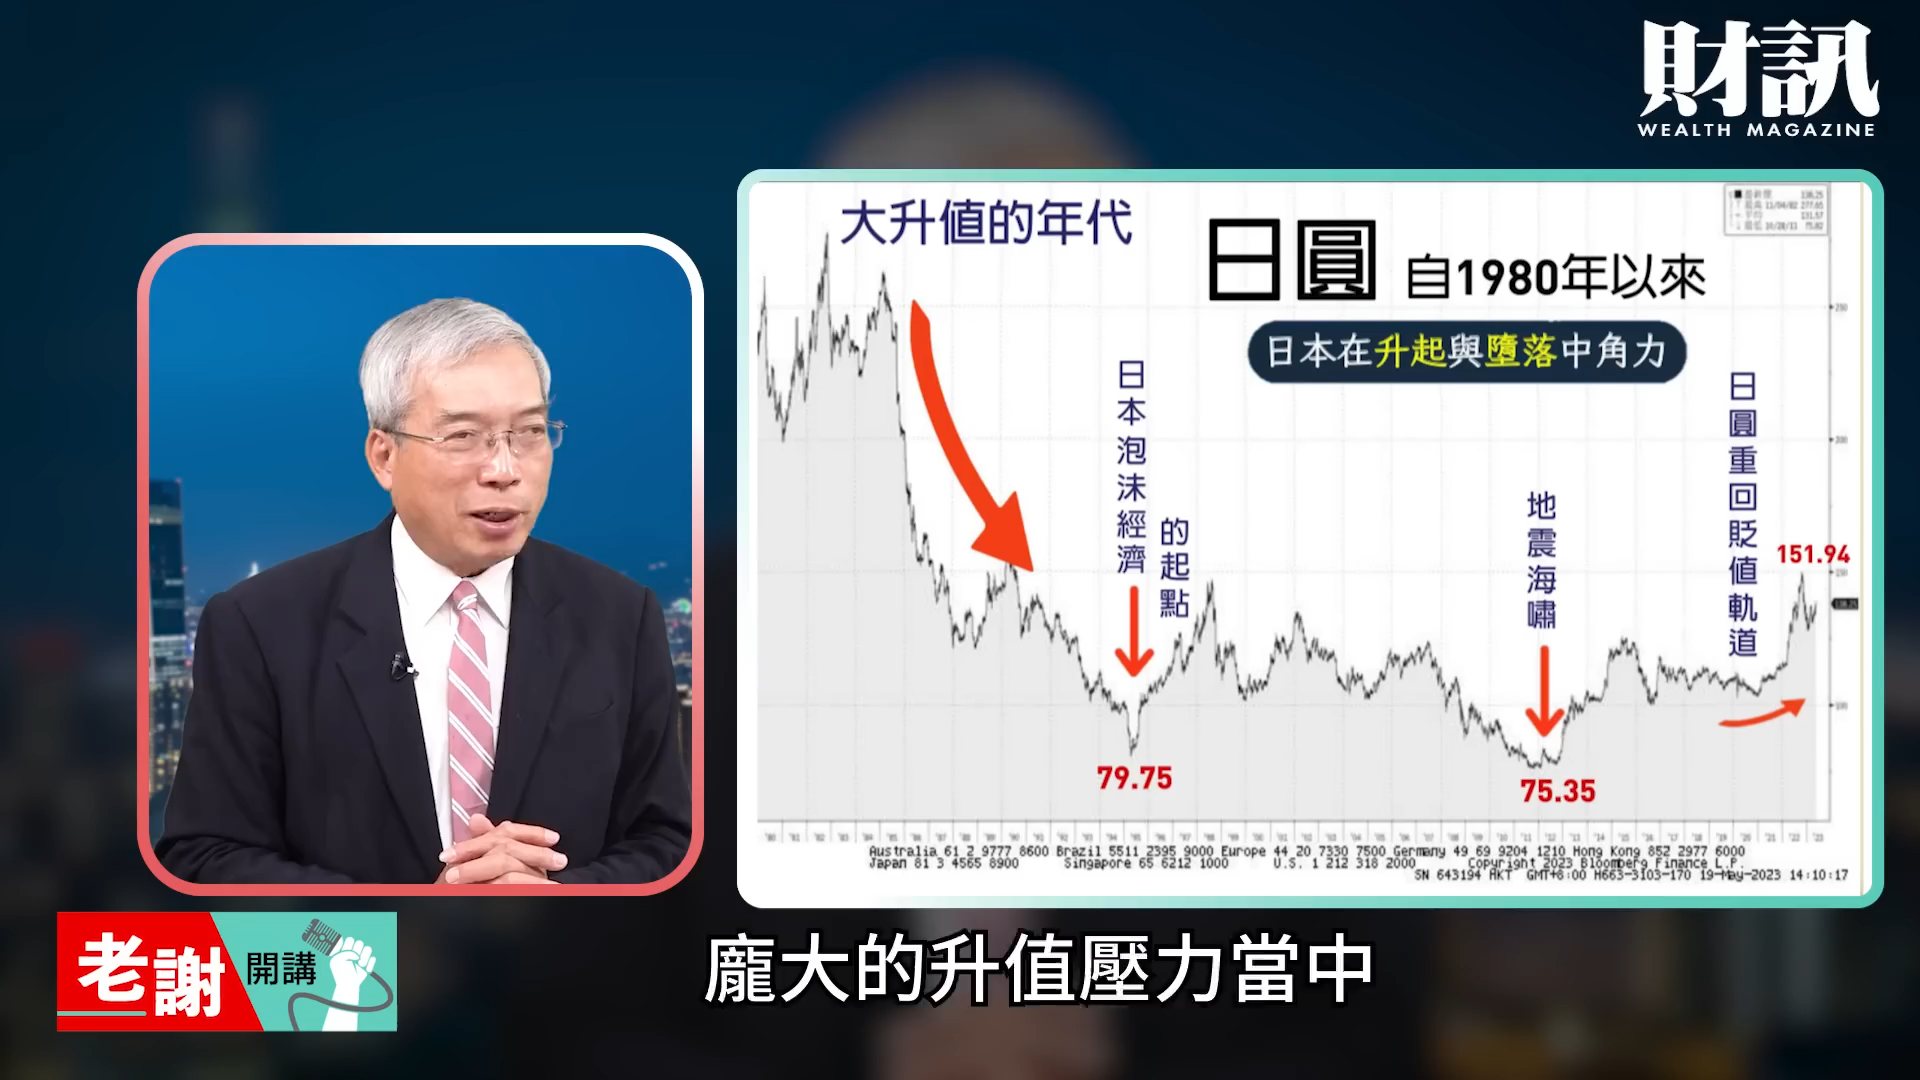 財訊
WEALTH MAGAZINE
大升值的年代
日圓 自1980年以來
日本在升起與墮落中角力
日本泡沫經濟
的起點
地震海嘯
日圓重回貶值軌道
151.94
79.75
75.35
250
200
150
100
Australia 61 2 9777 8600 Brazil 5511 2395 9000 Europe 44 20 7330 7500 Germany 49 69 9204 1210 Hong Kong 852 2977 6000
Japan 81 3 4565 8900 Singapore 65 6212 1000 U.S. 1 212 318 2000 Copyright 2023 Bloomberg Finance L.P.
SN 643194 HKT GMT+8:00 H663-3103-170 19-May-2023 14:10:17
老謝
開講
龐大的升值壓力當中